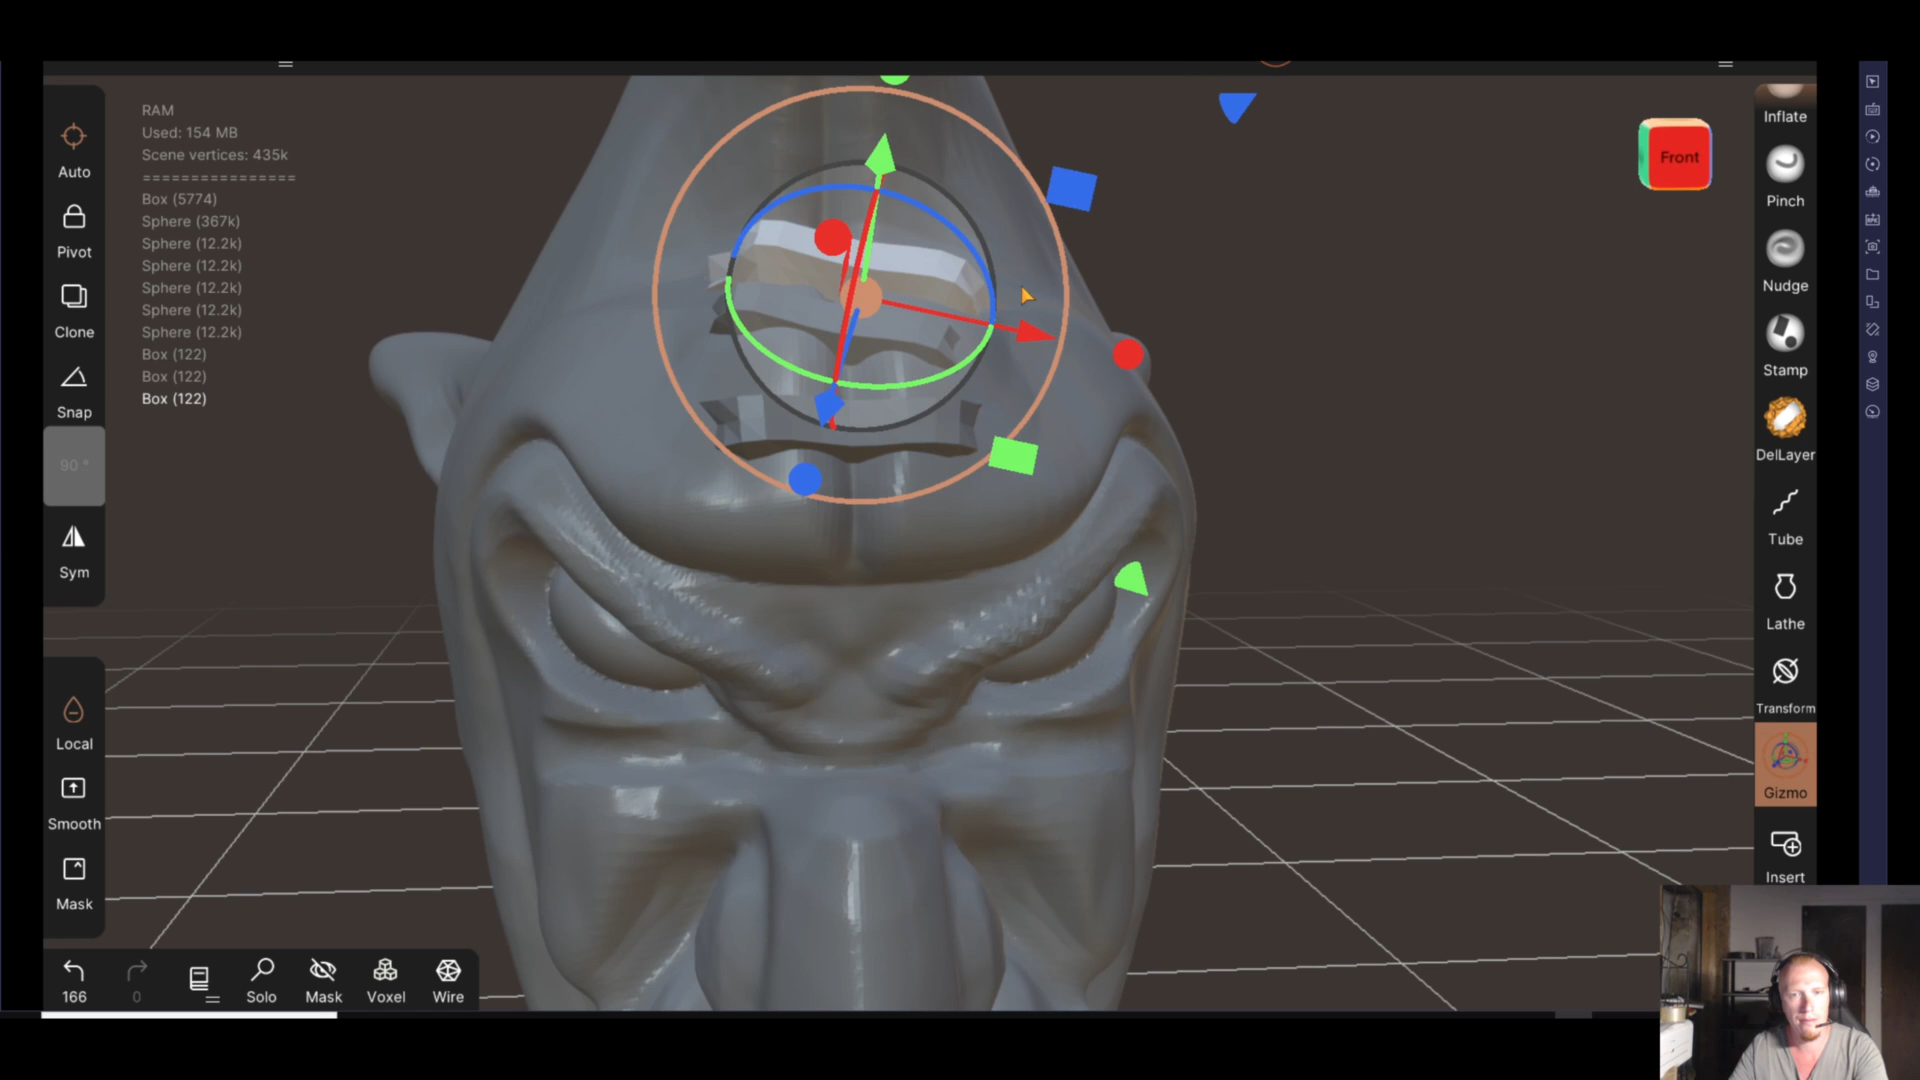 RAM
Used: 154 MB
Scene vertices: 435k
================
Box (5774)
Sphere (367k)
Sphere (12.2k)
Sphere (12.2k)
Sphere (12.2k)
Sphere (12.2k)
Sphere (12.2k)
Box (122)
Box (122)
Box (122)
Auto
Pivot
Clone
Snap
90 °
Sym
Local
Smooth
Mask
166
0
Solo
Mask
Voxel
Wire
Front
Inflate
Pinch
Nudge
Stamp
DelLayer
Tube
Lathe
Transform
Gizmo
Insert